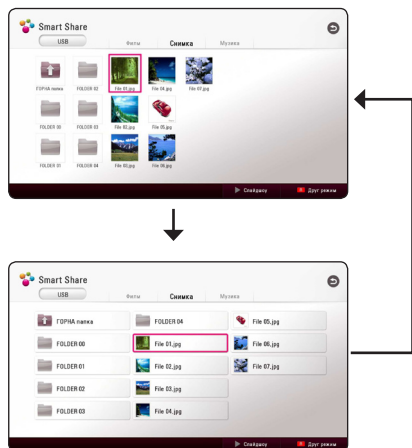 Smart Share
USB
Филм
Снимка
Музика
ГОРНА папка
FOLDER 02
File 01.jpg
File 04.jpg
File 07.jpg
FOLDER 00
FOLDER 03
File 02.jpg
File 05.jpg
FOLDER 01
FOLDER 04
File 03.jpg
File 06.jpg
Слайдшоу
Друг режим
Smart Share
USB
Филм
Снимка
Музика
ГОРНА папка
FOLDER 04
File 05.jpg
FOLDER 00
File 01.jpg
File 06.jpg
FOLDER 01
File 02.jpg
File 07.jpg
FOLDER 02
File 03.jpg
FOLDER 03
File 04.jpg
Слайдшоу
Друг режим